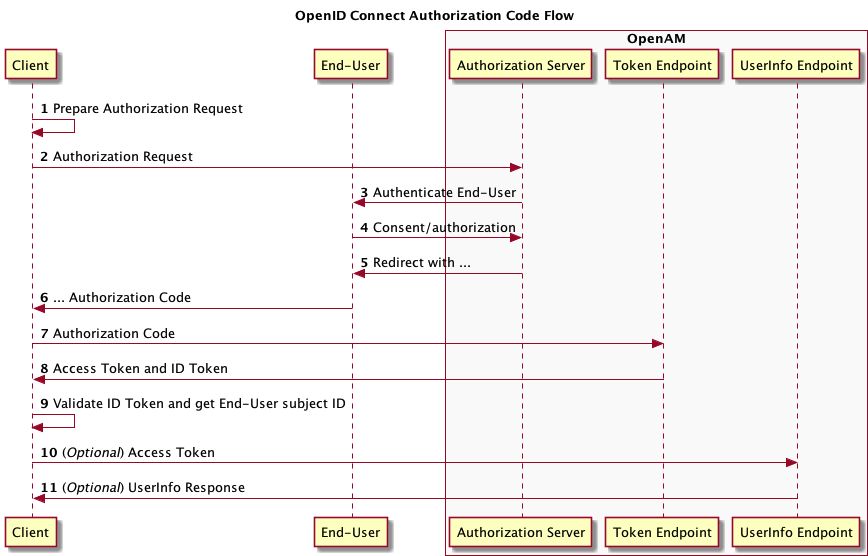 OpenID Connect Authorization Code Flow
OpenAM
Client
End-User
Authorization Server
Token Endpoint
UserInfo Endpoint
1 Prepare Authorization Request
2 Authorization Request
3 Authenticate End-User
4 Consent/authorization
5 Redirect with ...
6 ... Authorization Code
7 Authorization Code
8 Access Token and ID Token
9 Validate ID Token and get End-User subject ID
10 (Optional) Access Token
11 (Optional) UserInfo Response
Client
End-User
Authorization Server
Token Endpoint
UserInfo Endpoint